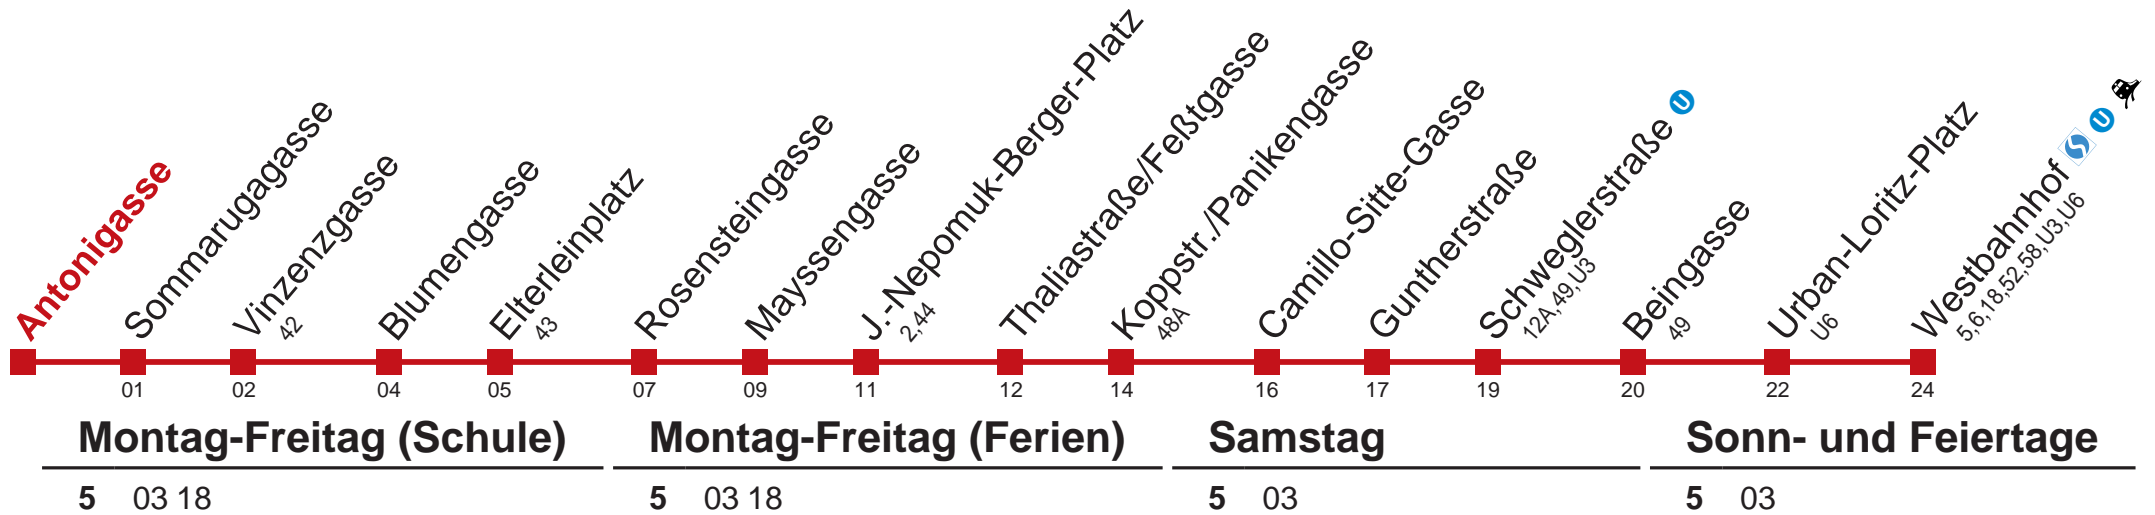 Antonigasse
Sommarugagasse
Vinzenzgasse
42
Blumengasse
Elterleinplatz
43
Rosensteingasse
Mayssengasse
J.-Nepomuk-Berger-Platz
2,44
Thaliastraße/Feßtgasse
Koppstr./Panikengasse
48A
Camillo-Sitte-Gasse
Guntherstraße
Schweglerstraße U
12A,49,U3
Beingasse
49
Urban-Loritz-Platz
U6
Westbahnhof S U
5,6,18,52,58,U3,U6
01 02 04 05 07 09 11 12 14 16 17 19 20 22 24
Montag-Freitag (Schule) Montag-Freitag (Ferien) Samstag Sonn- und Feiertage
5 03 18 5 03 18 5 03 5 03